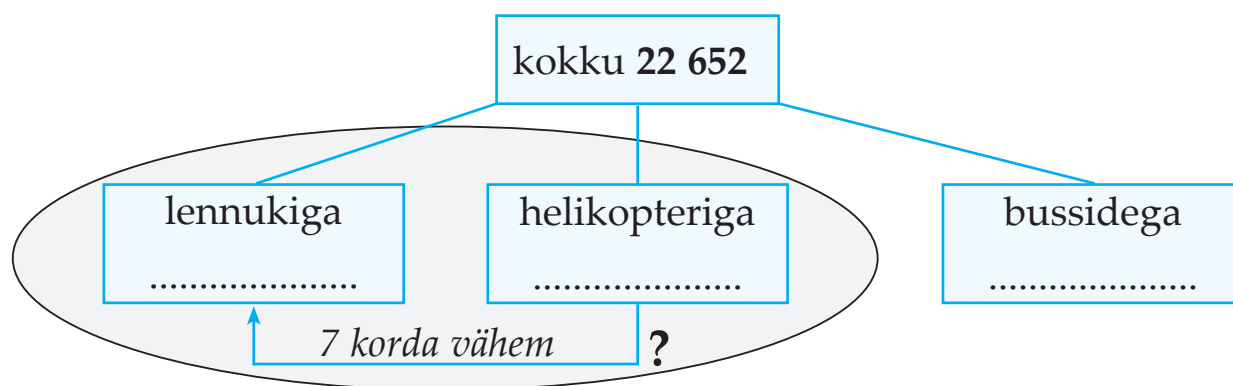 kokku 22 652
lennukiga
.....................
helikopteriga
.....................
bussidega
.....................
7 korda vähem
?